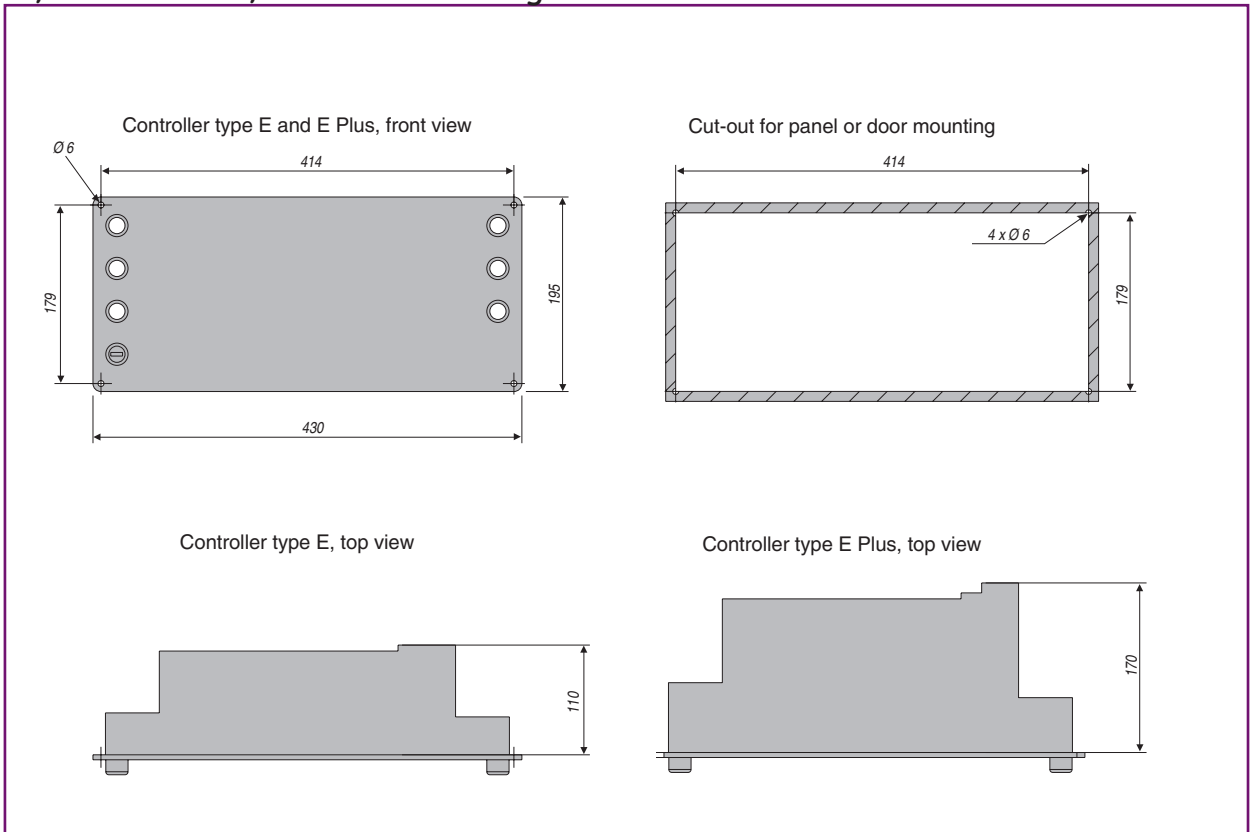 Controller type E and E Plus, front view
Ø 6
414
179
195
430
Cut-out for panel or door mounting
414
4 x Ø 6
179
Controller type E, top view
110
Controller type E Plus, top view
170